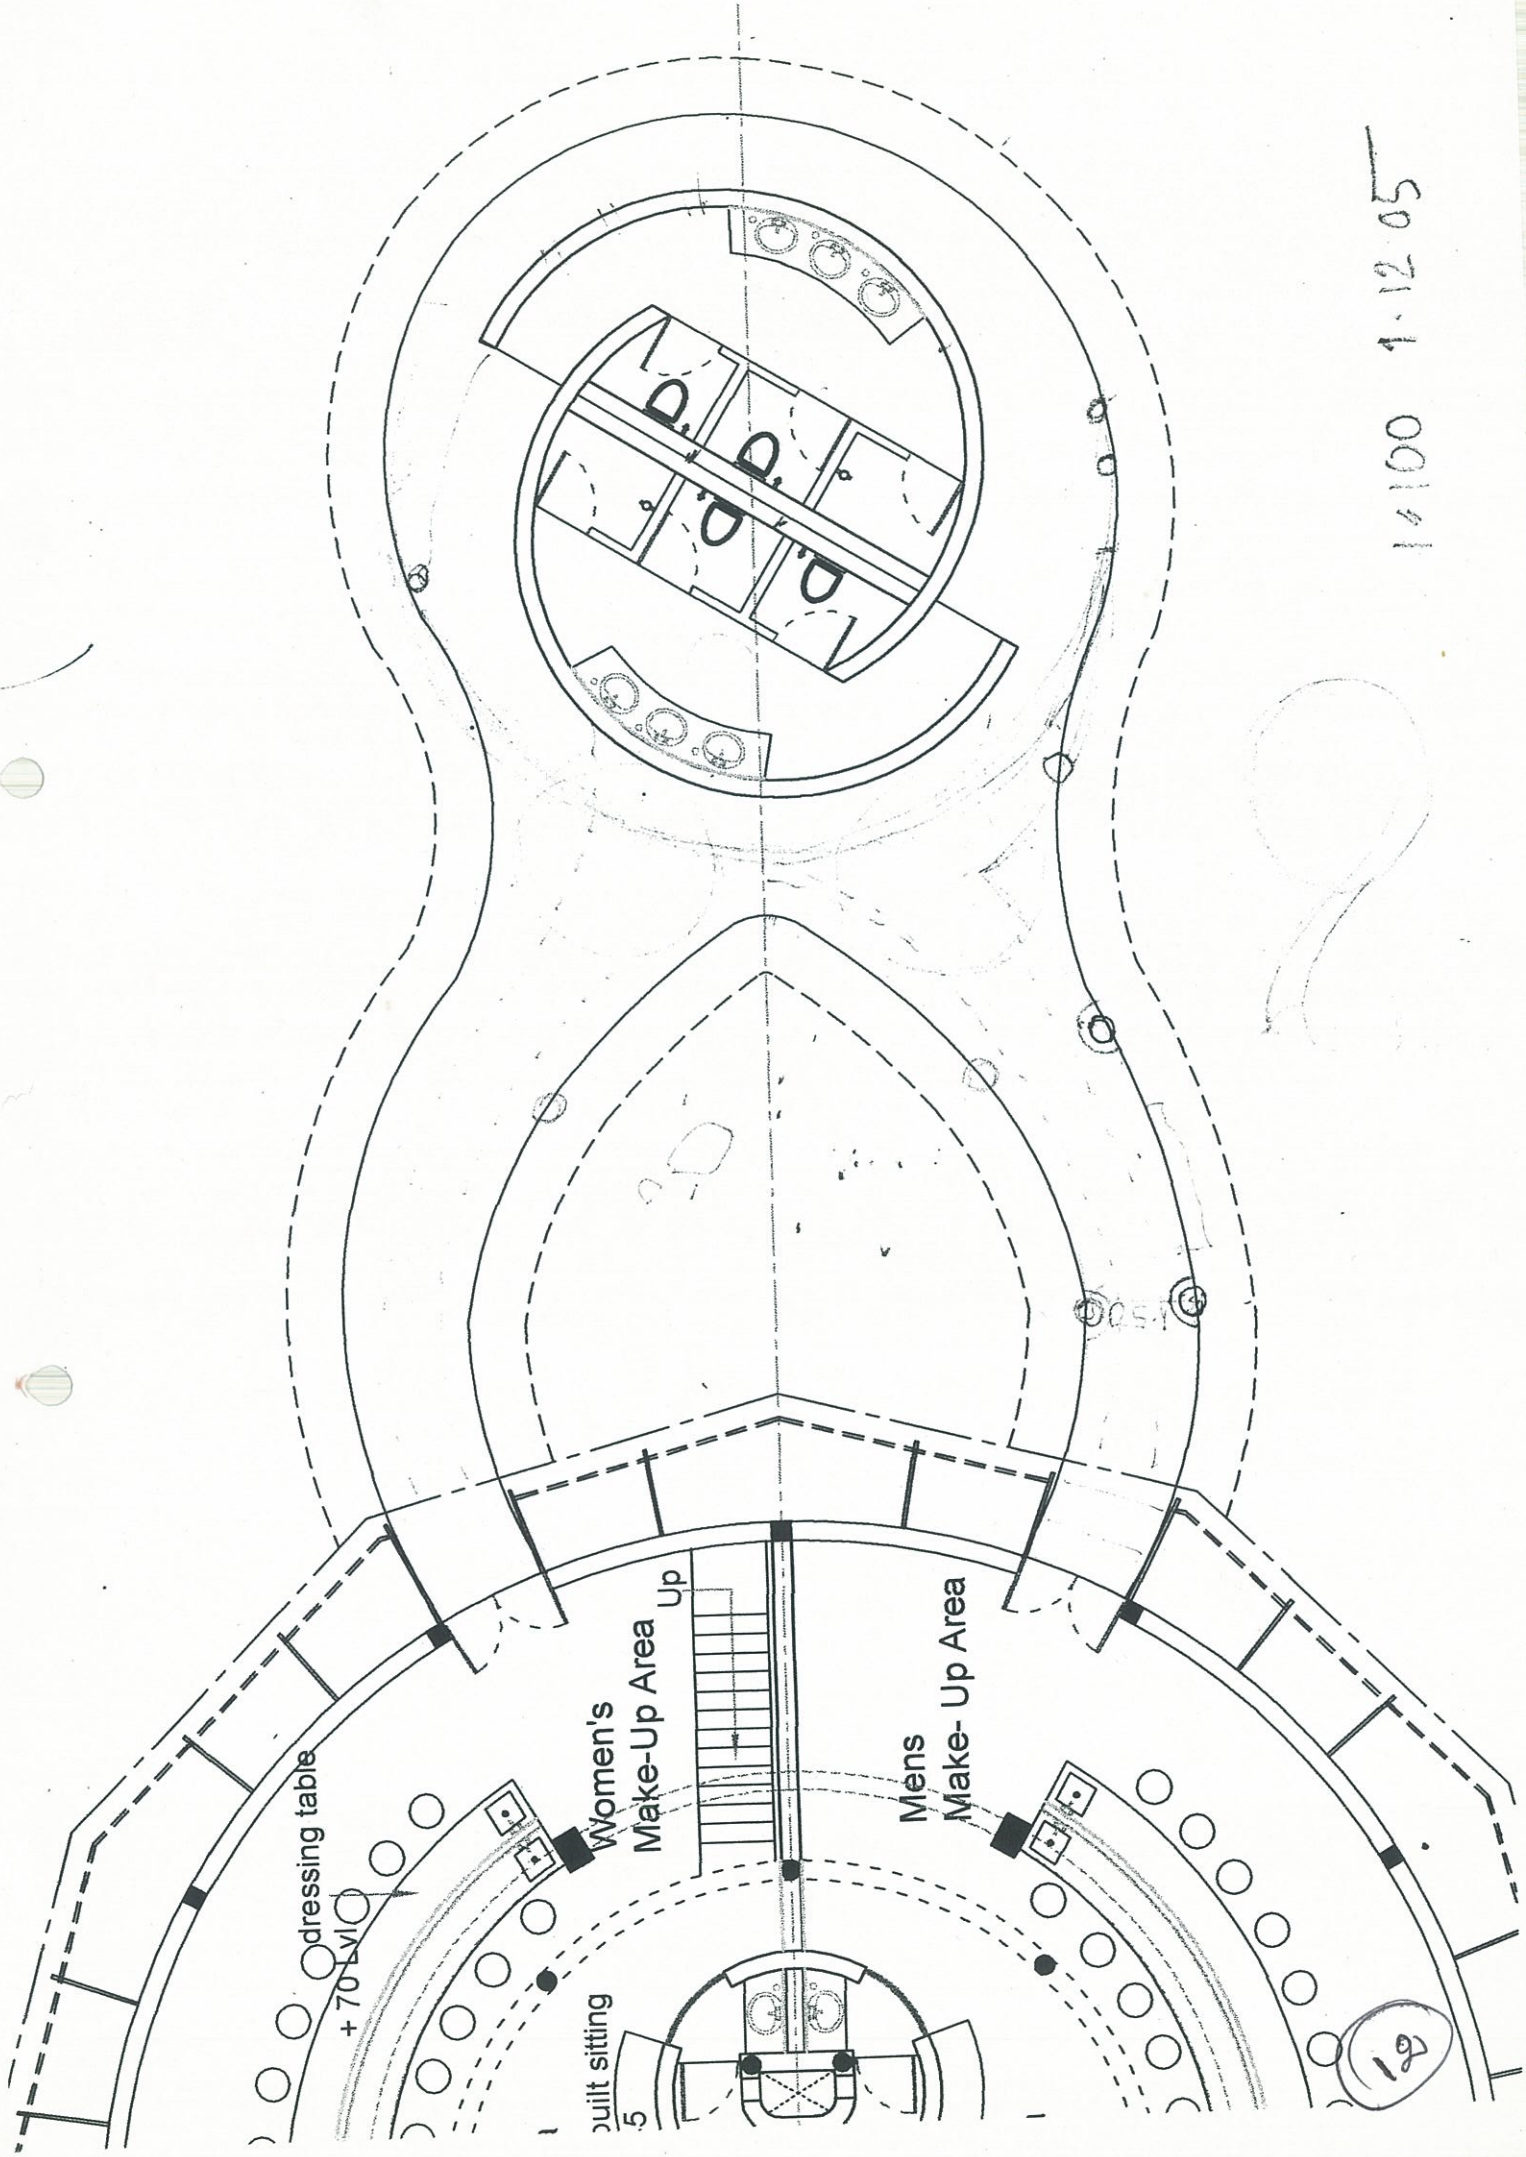 1:100 1.12.05
dressing table
+ 70 Lvl
Women's
Make-Up Area
Up
Mens
Make- Up Area
built sitting
5
12